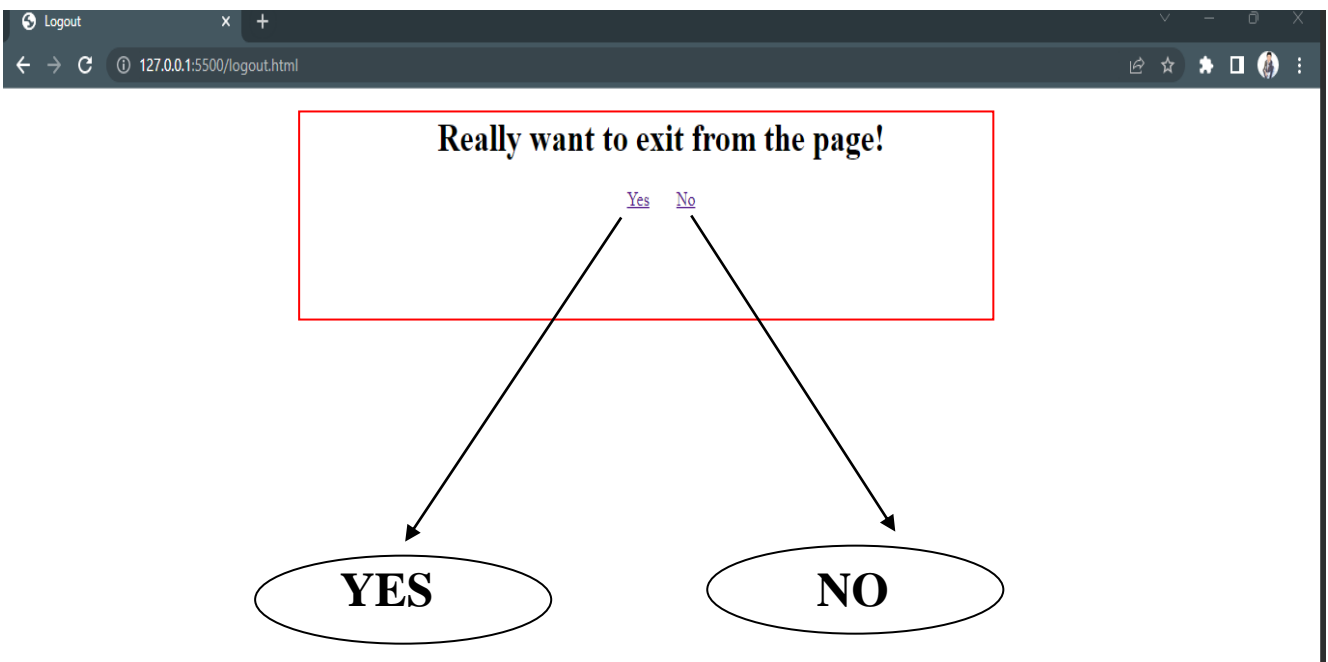 Logout
127.0.0.1:5500/logout.html
Really want to exit from the page!
Yes No
YES NO